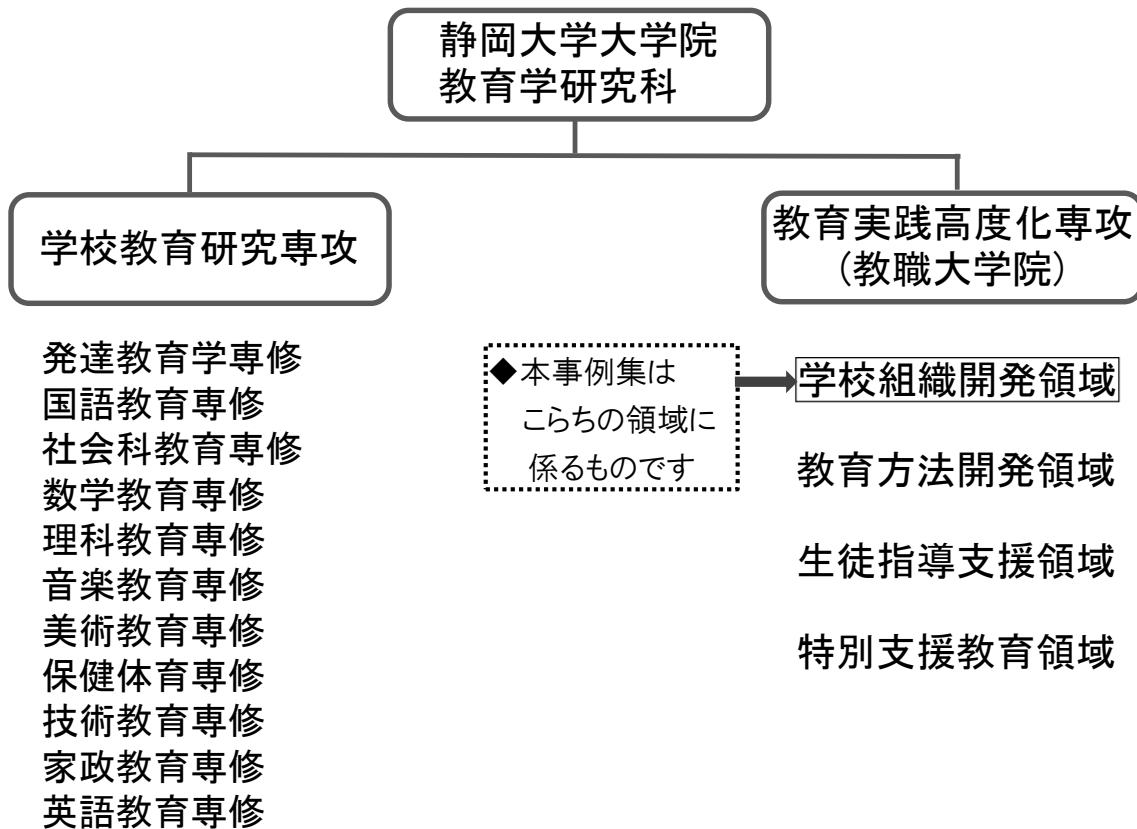 静岡大学大学院
教育学研究科
学校教育研究専攻
発達教育学専修
国語教育専修
社会科教育専修
数学教育専修
理科教育専修
音楽教育専修
美術教育専修
保健体育専修
技術教育専修
家政教育専修
英語教育専修
教育実践高度化専攻
(教職大学院)
◆本事例集は
こらちの領域に
係るものです
学校組織開発領域
教育方法開発領域
生徒指導支援領域
特別支援教育領域